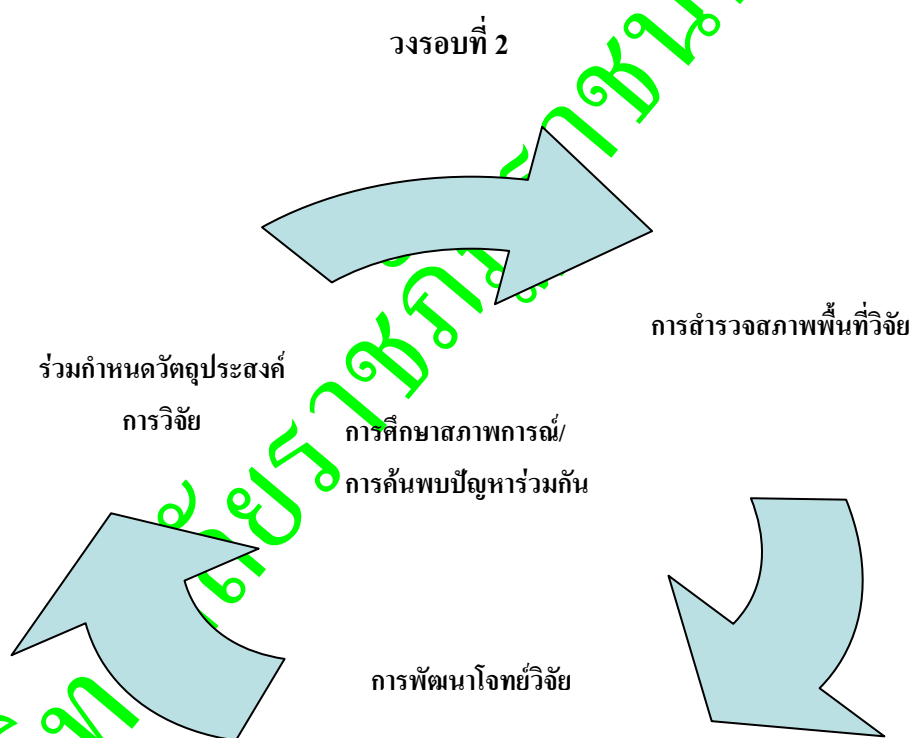 วงรอบที่ 2
การสำรวจสภาพพื้นที่วิจัย
ร่วมกำหนดวัตถุประสงค์
การวิจัย
การศึกษาสภาพการณ์/
การค้นพบปัญหาร่วมกัน
การพัฒนาโจทย์วิจัย